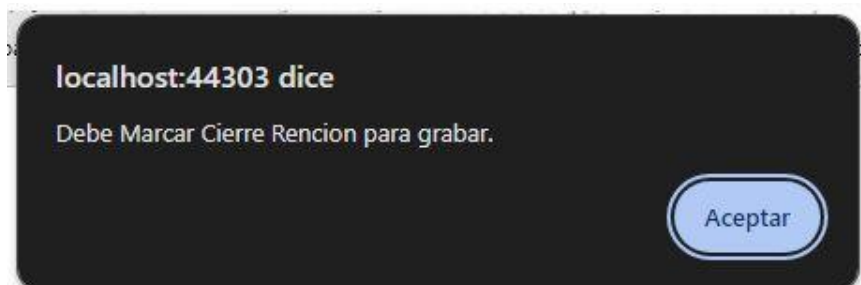 localhost:44303 dice
Debe Marcar Cierre Rencion para grabar.
Aceptar